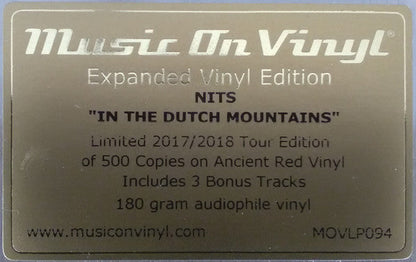 Music On Vinyl®
Expanded Vinyl Edition
NITS
"IN THE DUTCH MOUNTAINS"
Limited 2017/2018 Tour Edition
of 500 Copies on Ancient Red Vinyl
Includes 3 Bonus Tracks
180 gram audiophile vinyl
www.musiconvinyl.com MOVLP094